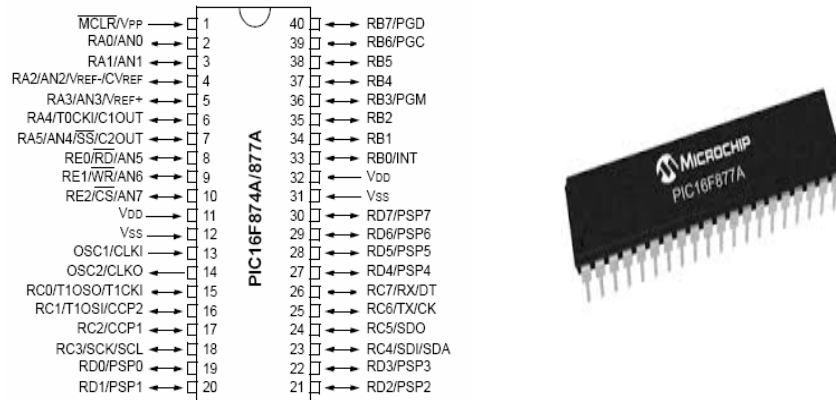 MCLR/VPP 1 40 RB7/PGD
RA0/AN0 2 39 RB6/PGC
RA1/AN1 3 38 RB5
RA2/AN2/VREF-/CVREF 4 37 RB4
RA3/AN3/VREF+ 5 36 RB3/PGM
RA4/T0CKI/C1OUT 6 35 RB2
RA5/AN4/SS/C2OUT 7 34 RB1
RE0/RD/AN5 8 33 RB0/INT
RE1/WR/AN6 9 32 VDD
RE2/CS/AN7 10 31 VSS
VDD 11 30 RD7/PSP7
VSS 12 29 RD6/PSP6
OSC1/CLKI 13 28 RD5/PSP5
OSC2/CLKO 14 27 RD4/PSP4
RC0/T1OSO/T1CKI 15 26 RC7/RX/DT
RC1/T1OSI/CCP2 16 25 RC6/TX/CK
RC2/CCP1 17 24 RC5/SDO
RC3/SCK/SCL 18 23 RC4/SDI/SDA
RD0/PSP0 19 22 RD3/PSP3
RD1/PSP1 20 21 RD2/PSP2
PIC16F874A/877A
MICROCHIP
PIC16F877A